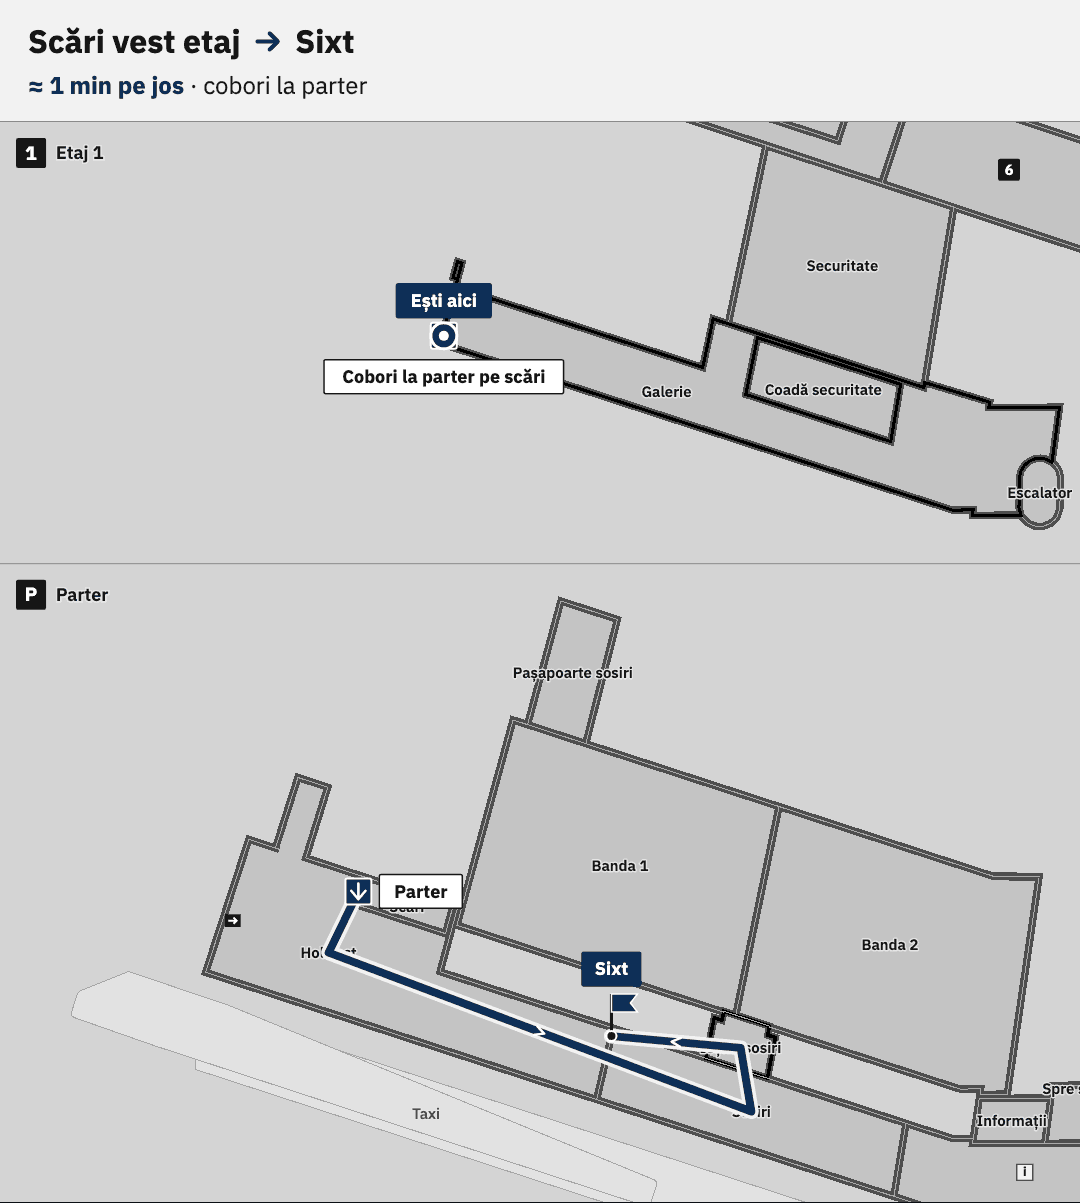 Scări vest etaj → Sixt
≈ 1 min pe jos · cobori la parter
1 Etaj 1
6
Securitate
Ești aici
Cobori la parter pe scări
Galerie
Coadă securitate
Escalator
P Parter
Pașapoarte sosiri
Banda 1
Parter
Banda 2
Sixt
sosiri
Taxi
Informații
i